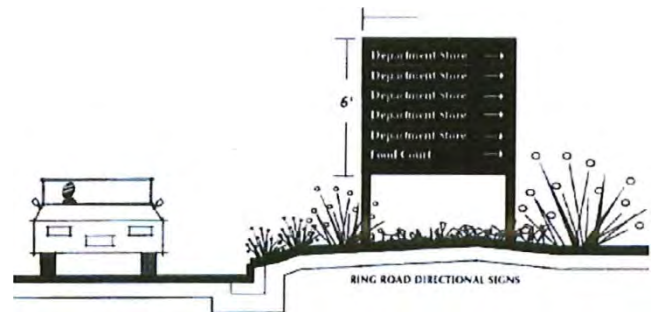 6'
Department Store →
Department Store →
Department Store →
Department Store →
Department Store →
Food Court →
RING ROAD DIRECTIONAL SIGNS